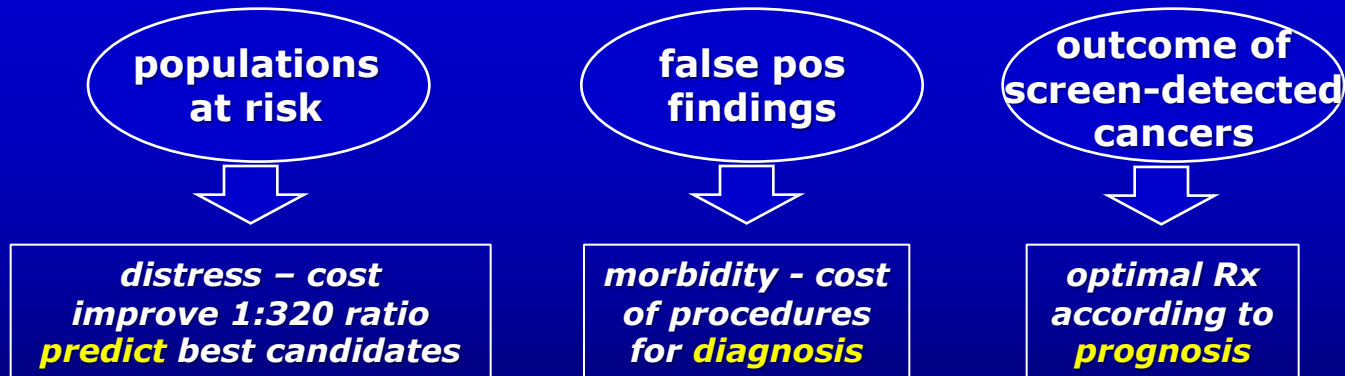 populations
at risk
false pos
findings
outcome of
screen-detected
cancers
distress – cost
improve 1:320 ratio
predict best candidates
morbidity - cost
of procedures
for diagnosis
optimal Rx
according to
prognosis